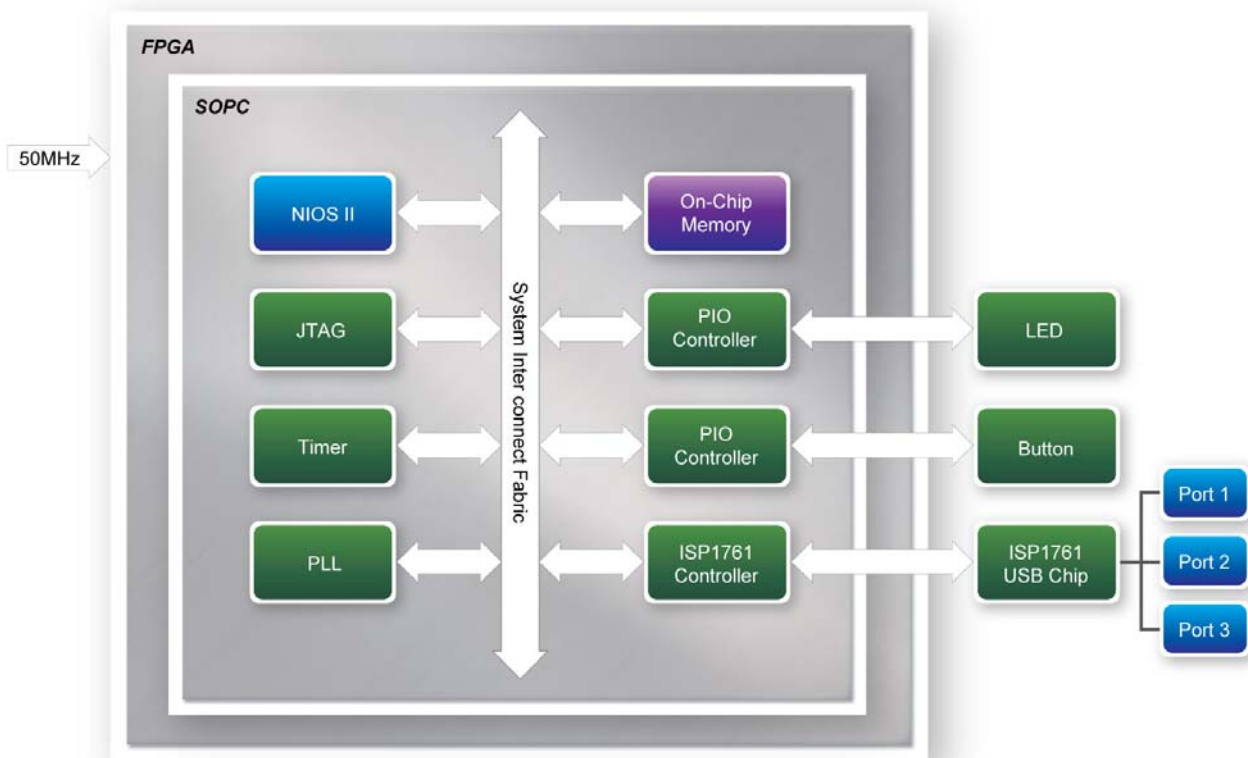 FPGA
SOPC
50MHz
NIOS II
On-Chip
Memory
JTAG
PIO
Controller
LED
System Inter connect Fabric
Timer
PIO
Controller
Button
Port 1
PLL
ISP1761
Controller
ISP1761
USB Chip
Port 2
Port 3